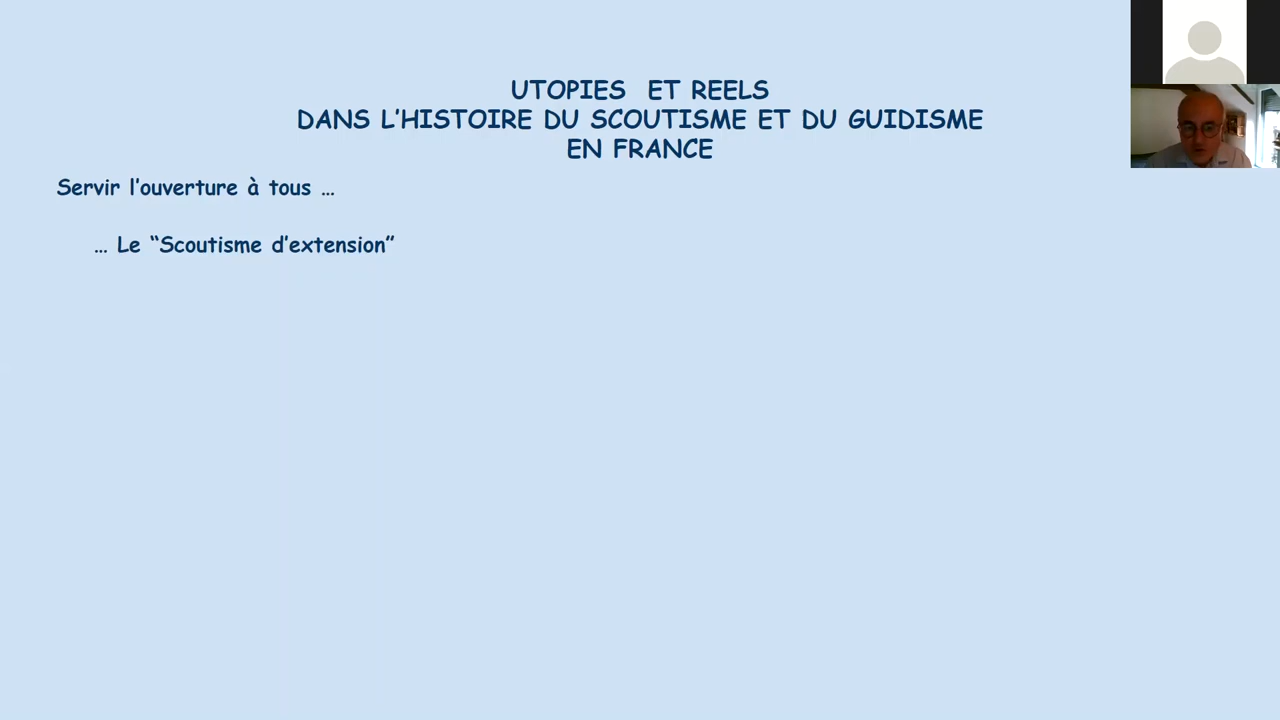 UTOPIES ET REELS
DANS L'HISTOIRE DU SCOUTISME ET DU GUIDISME
EN FRANCE
Servir l'ouverture à tous …
… Le “Scoutisme d'extension”